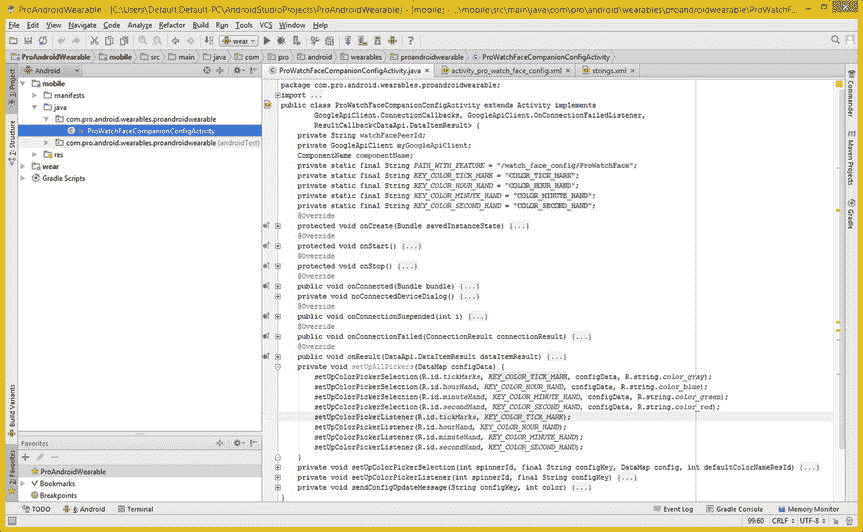 ProAndroidWearable - [C:\Users\Default.Default-PC\AndroidStudioProjects\ProAndroidWearable] - [mobile] - ...\mobile\src\main\java\com\pro\android\wearables\proandroidwearable\ProWatchF...
File Edit View Navigate Code Analyze Refactor Build Run Tools VCS Window Help
wear
ProAndroidWearable mobile src main java com pro android wearables proandroidwearable ProWatchFaceCompanionConfigActivity
Android
ProWatchFaceCompanionConfigActivity.java activity_pro_watch_face_config.xml strings.xml
1: Project
Structure
Build Variants
2: Favorites
mobile
manifests
java
com.pro.android.wearables.proandroidwearable
ProWatchFaceCompanionConfigActivity
com.pro.android.wearables.proandroidwearable (androidTest)
res
wear
Gradle Scripts
Favorites
ProAndroidWearable
Bookmarks
Breakpoints
package com.pro.android.wearables.proandroidwearable;
import ...
public class ProWatchFaceCompanionConfigActivity extends Activity implements
GoogleApiClient.ConnectionCallbacks, GoogleApiClient.OnConnectionFailedListener,
ResultCallback<DataApi.DataItemResult> {
private String watchFacePeerId;
private GoogleApiClient myGoogleApiClient;
ComponentName componentName;
private static final String PATH_WITH_FEATURE = "/watch_face_config/ProWatchFace";
private static final String KEY_COLOR_TICK_MARK = "COLOR_TICK_MARK";
private static final String KEY_COLOR_HOUR_HAND = "COLOR_HOUR_HAND";
private static final String KEY_COLOR_MINUTE_HAND = "COLOR_MINUTE_HAND";
private static final String KEY_COLOR_SECOND_HAND = "COLOR_SECOND_HAND";
@Override
protected void onCreate(Bundle savedInstanceState) {...}
@Override
protected void onStart() {...}
@Override
protected void onStop() {...}
@Override
public void onConnected(Bundle bundle) {...}
private void noConnectedDeviceDialog() {...}
@Override
public void onConnectionSuspended(int i) {...}
@Override
public void onConnectionFailed(ConnectionResult connectionResult) {...}
@Override
public void onResult(DataApi.DataItemResult dataItemResult) {...}
private void setUpAllPickers(DataMap configData) {
setUpColorPickerSelection(R.id.tickMarks, KEY_COLOR_TICK_MARK, configData, R.string.color_gray);
setUpColorPickerSelection(R.id.hourHand, KEY_COLOR_HOUR_HAND, configData, R.string.color_blue);
setUpColorPickerSelection(R.id.minuteHand, KEY_COLOR_MINUTE_HAND, configData, R.string.color_green);
setUpColorPickerSelection(R.id.secondHand, KEY_COLOR_SECOND_HAND, configData, R.string.color_red);
setUpColorPickerListener(R.id.tickMarks, KEY_COLOR_TICK_MARK);
setUpColorPickerListener(R.id.hourHand, KEY_COLOR_HOUR_HAND);
setUpColorPickerListener(R.id.minuteHand, KEY_COLOR_MINUTE_HAND);
setUpColorPickerListener(R.id.secondHand, KEY_COLOR_SECOND_HAND);
}
private void setUpColorPickerSelection(int spinnerId, final String configKey, DataMap config, int defaultColorNameResId) {...}
private void setUpColorPickerListener(int spinnerId, final String configKey) {...}
private void sendConfigUpdateMessage(String configKey, int color) {...}
}
Commander
Maven Projects
Gradle
TODO 6: Android Terminal Event Log Gradle Console Memory Monitor
99:60 CRLF UTF-8